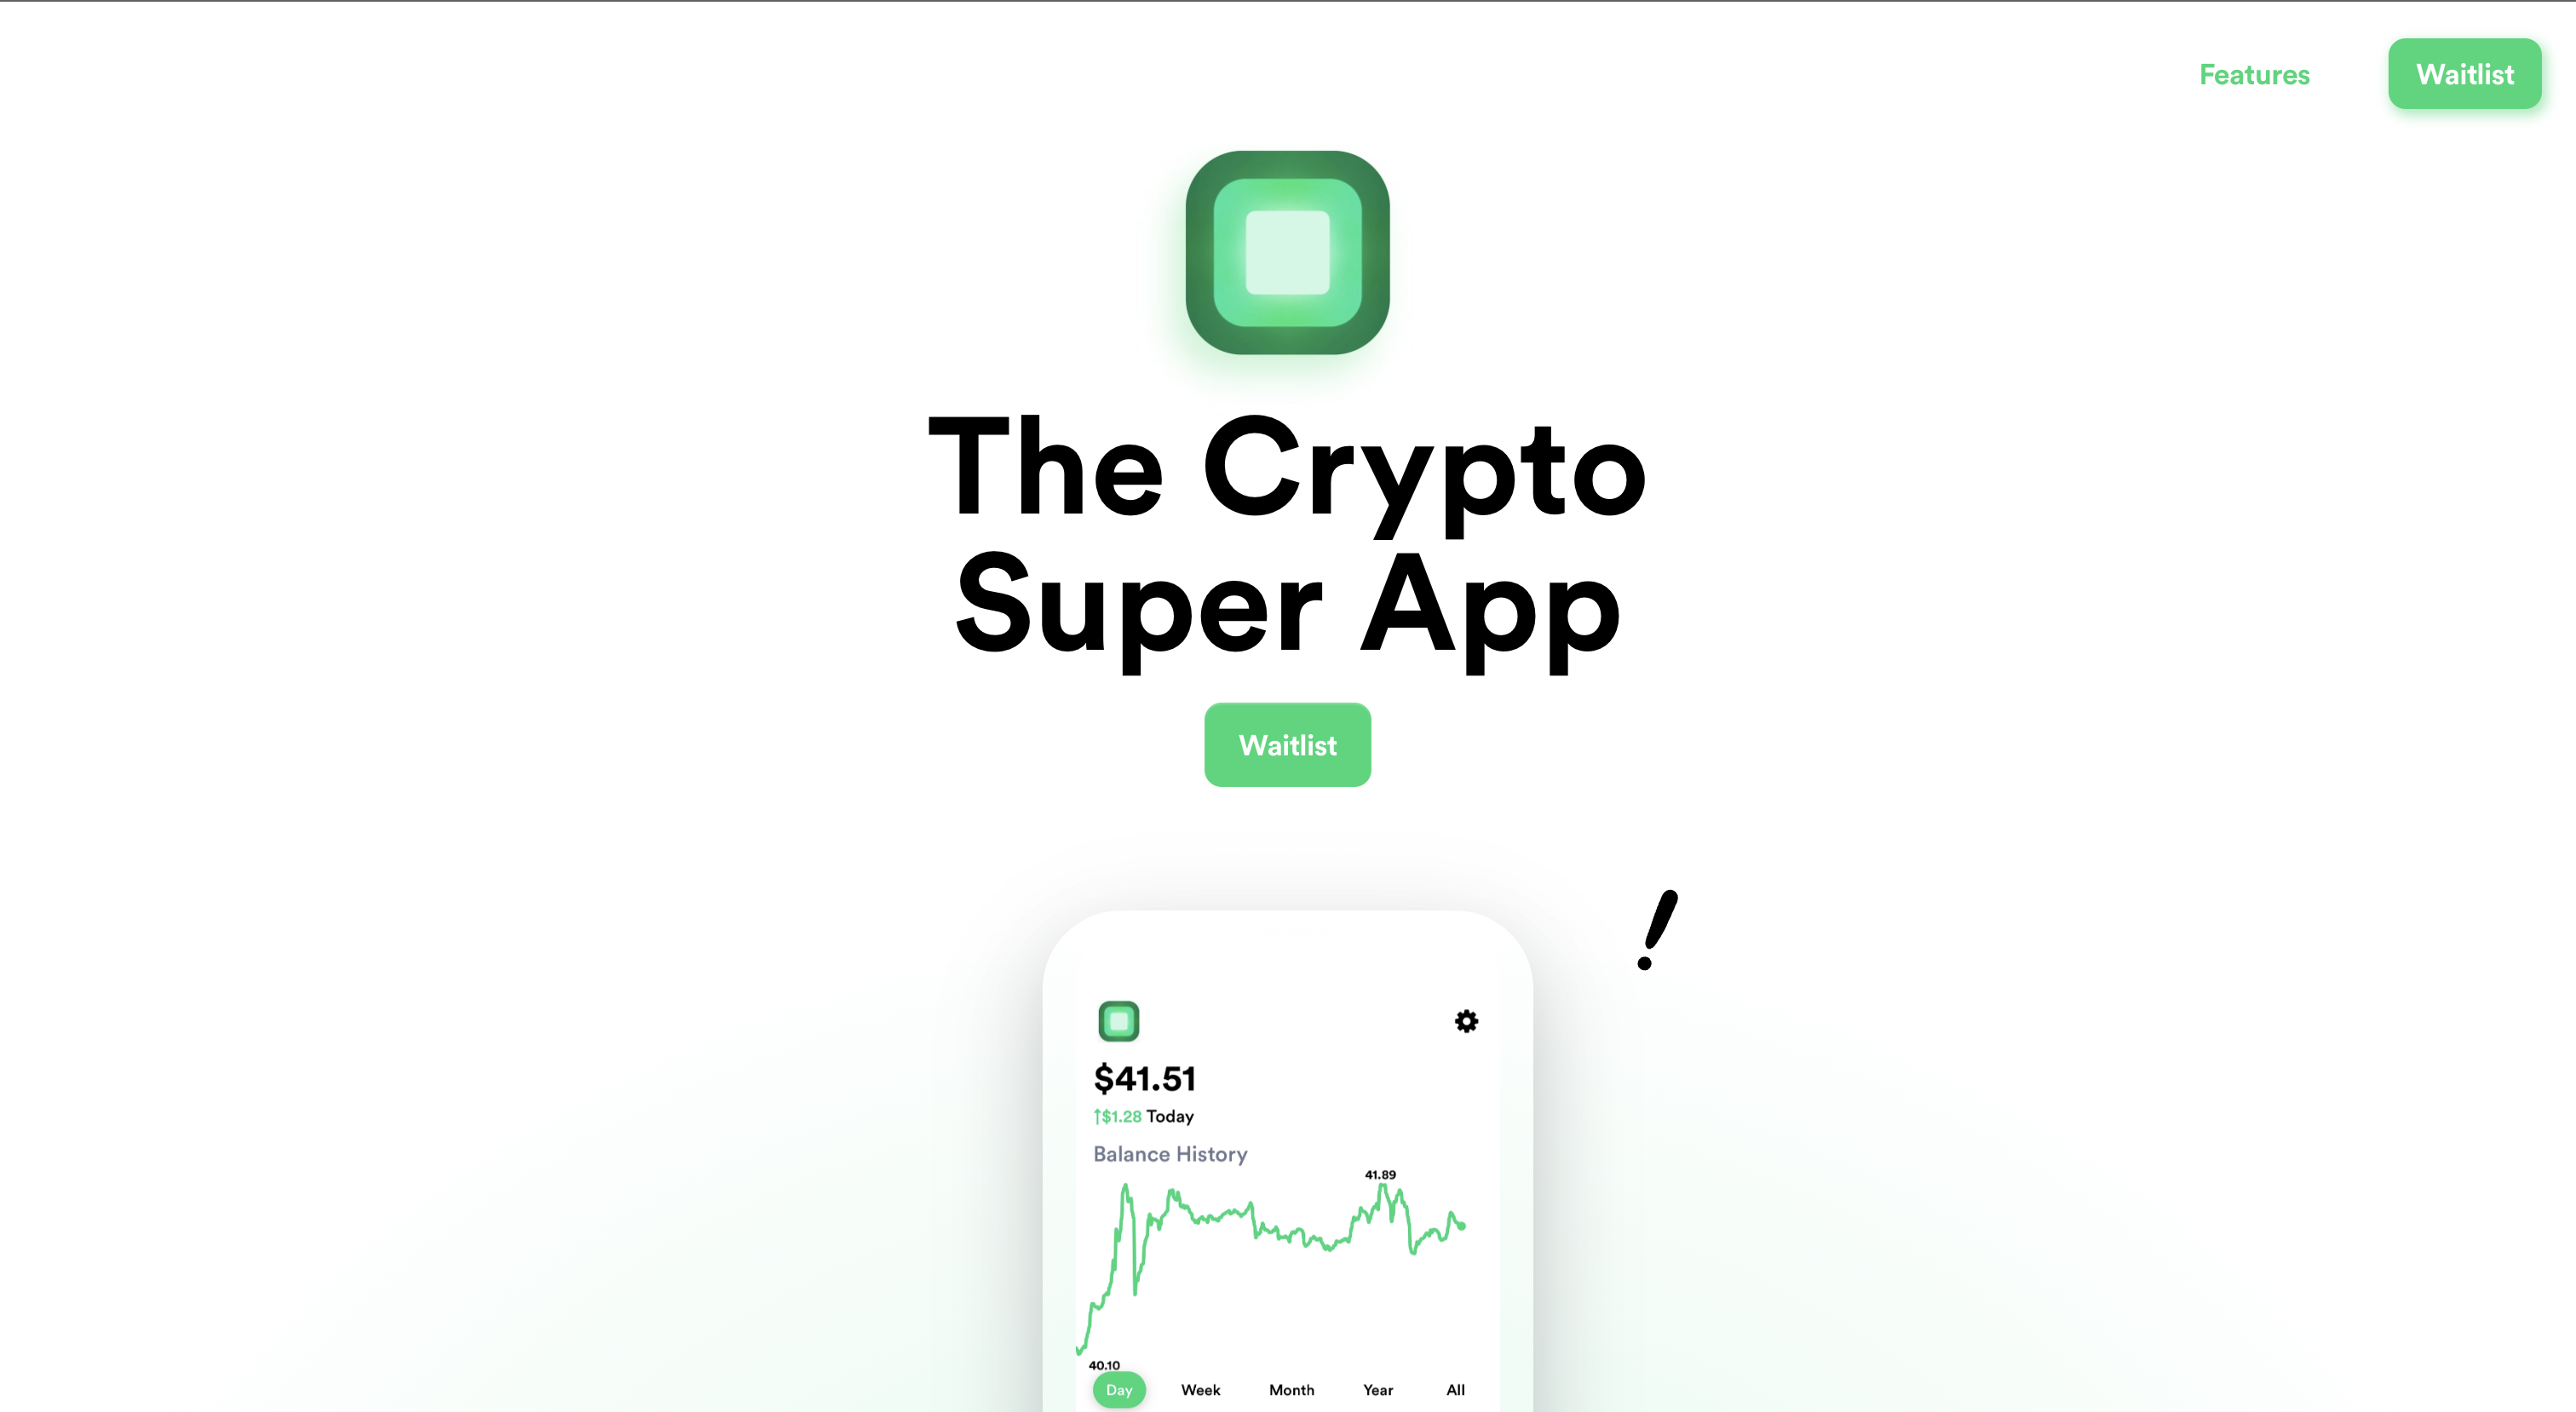 Features
Waitlist
The Crypto
Super App
Waitlist
!
$41.51
↑$1.28 Today
Balance History
41.89
40.10
Day
Week
Month
Year
All